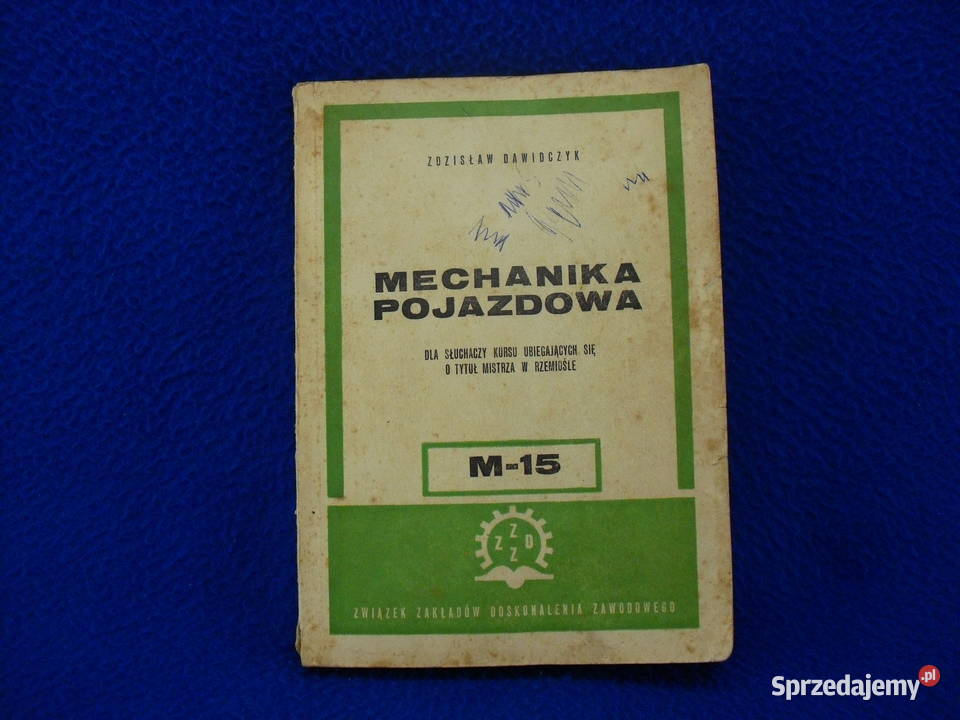 ZDZISŁAW DAWIDCZYK
MECHANIKA
POJAZDOWA
DLA SŁUCHACZY KURSU UBIEGAJĄCYCH SIĘ
O TYTUŁ MISTRZA W RZEMIOŚLE
M-15
Z
Z D
Z
ZWIĄZEK ZAKŁADÓW DOSKONALENIA ZAWODOWEGO
Sprzedajemy.pl